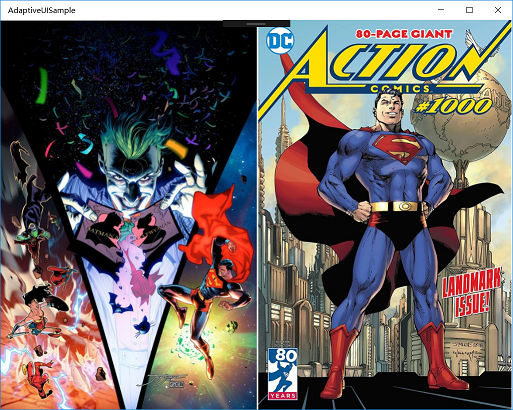 AdaptiveUISample
DC
80-PAGE GIANT
ACTION
COMICS
#1000
LANDMARK
ISSUE!
80
YEARS